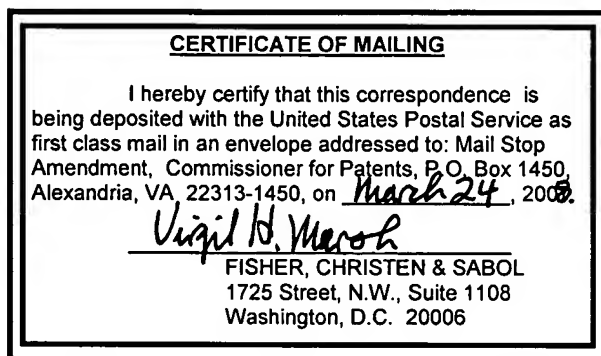 CERTIFICATE OF MAILING
I hereby certify that this correspondence is
being deposited with the United States Postal Service as
first class mail in an envelope addressed to: Mail Stop
Amendment, Commissioner for Patents, P.O. Box 1450,
Alexandria, VA 22313-1450, on March 24, 2008.
Virgil H. Marsh
FISHER, CHRISTEN & SABOL
1725 Street, N.W., Suite 1108
Washington, D.C. 20006